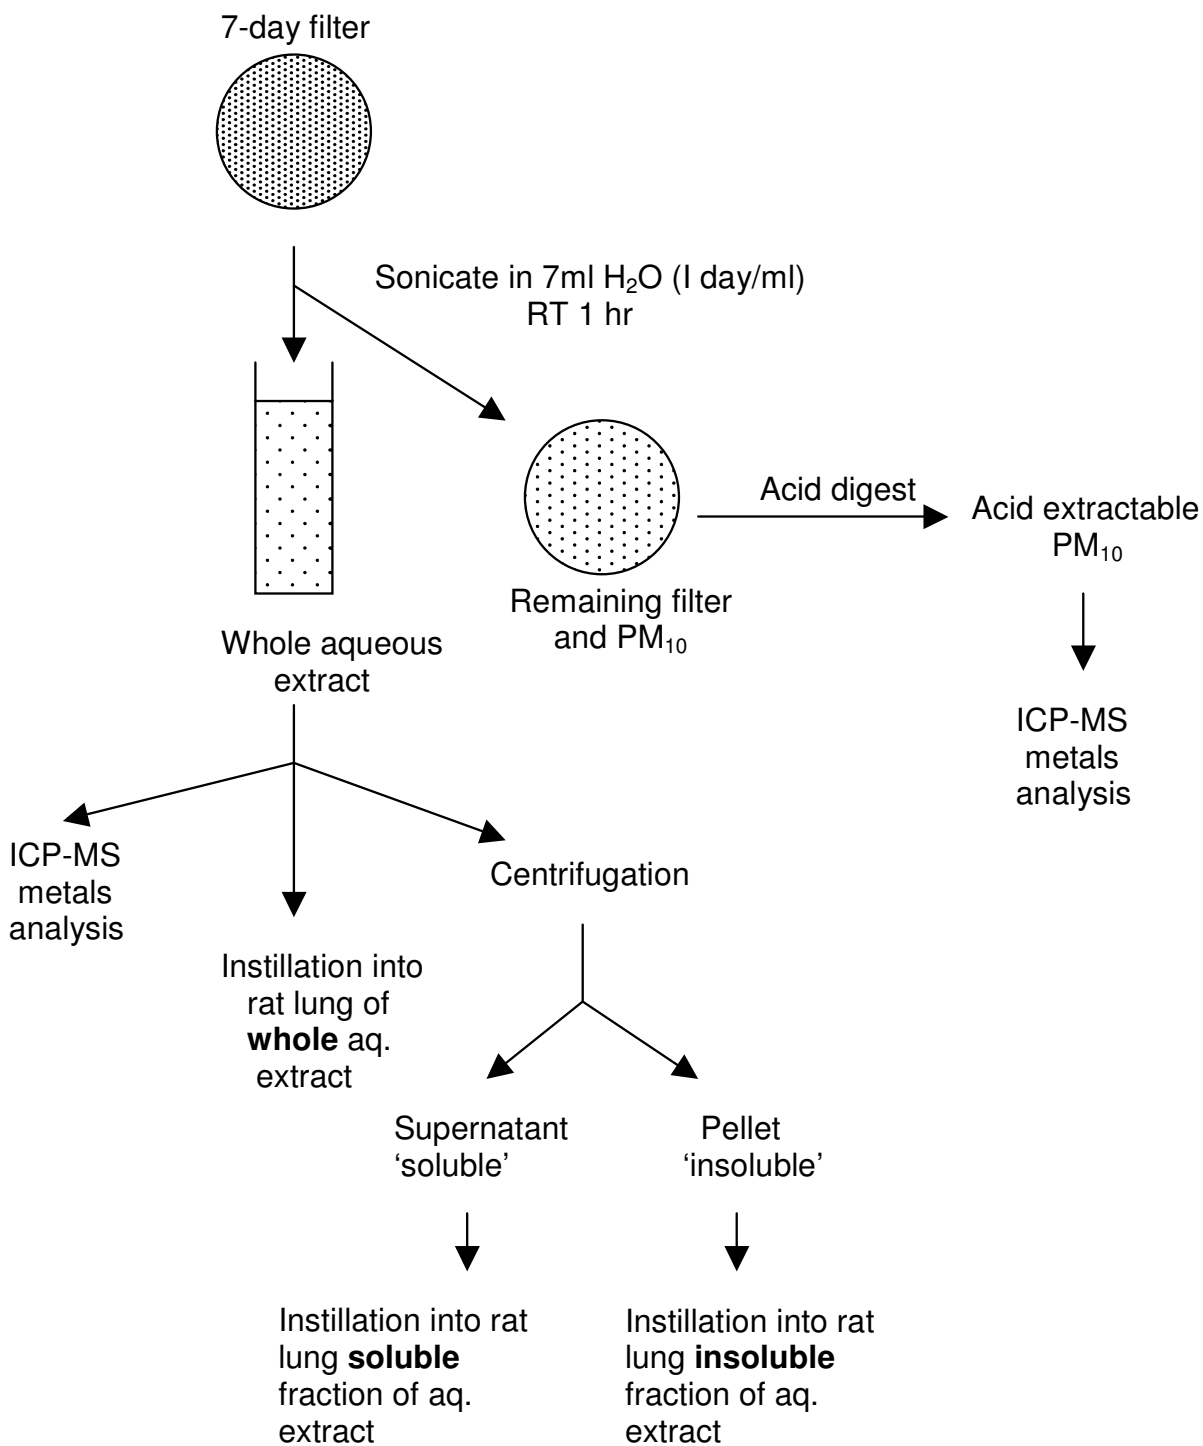 7-day filter
Sonicate in 7ml H₂O (I day/ml)
RT 1 hr
Acid digest
Acid extractable
PM₁₀
Remaining filter
and PM₁₀
Whole aqueous
extract
ICP-MS
metals
analysis
ICP-MS
metals
analysis
Centrifugation
Instillation into
rat lung of
whole aq.
extract
Supernatant
‘soluble’
Pellet
‘insoluble’
Instillation into rat
lung soluble
fraction of aq.
extract
Instillation into rat
lung insoluble
fraction of aq.
extract